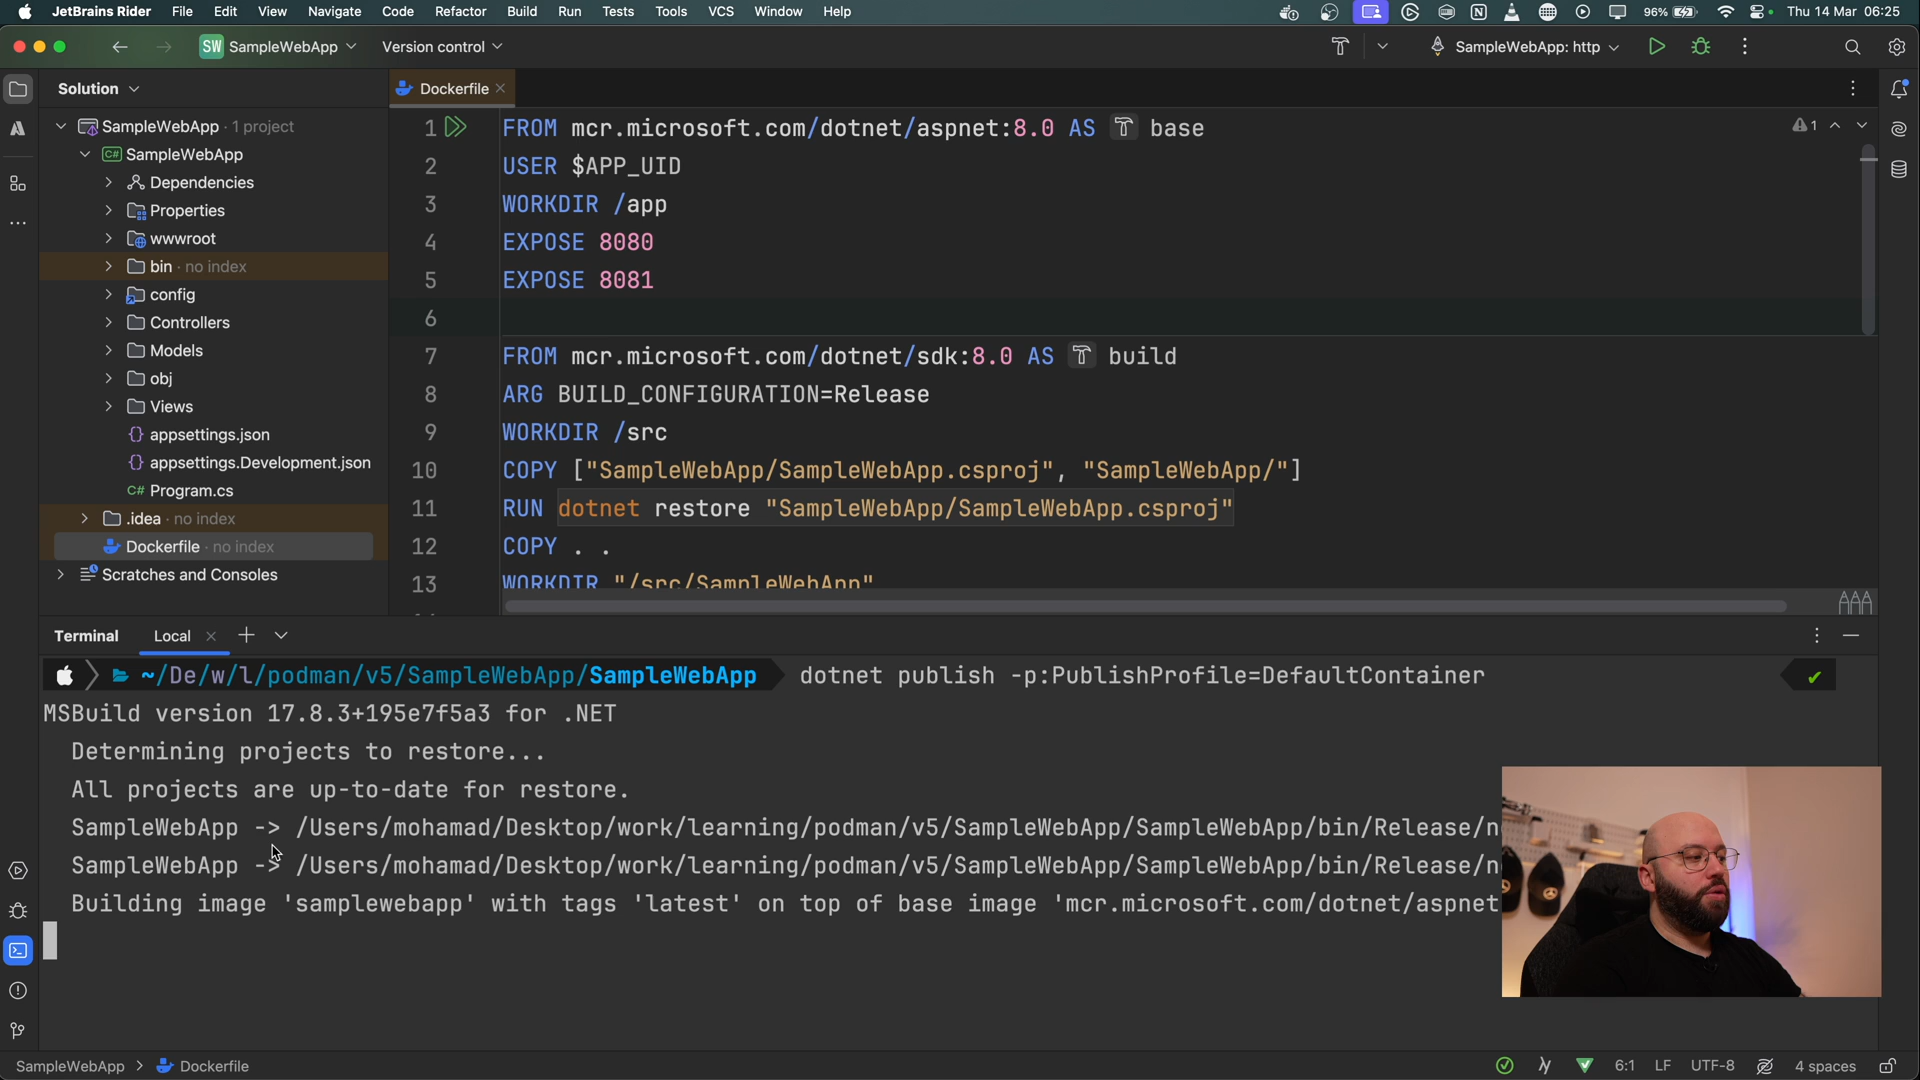 JetBrains Rider File Edit View Navigate Code Refactor Build Run Tests Tools VCS Window Help 96% Thu 14 Mar 06:25
SW SampleWebApp Version control SampleWebApp: http
Solution
Dockerfile
SampleWebApp · 1 project
C# SampleWebApp
Dependencies
Properties
wwwroot
bin · no index
config
Controllers
Models
obj
Views
{} appsettings.json
{} appsettings.Development.json
C# Program.cs
.idea · no index
Dockerfile · no index
Scratches and Consoles
1 FROM mcr.microsoft.com/dotnet/aspnet:8.0 AS base
2 USER $APP_UID
3 WORKDIR /app
4 EXPOSE 8080
5 EXPOSE 8081
6
7 FROM mcr.microsoft.com/dotnet/sdk:8.0 AS build
8 ARG BUILD_CONFIGURATION=Release
9 WORKDIR /src
10 COPY ["SampleWebApp/SampleWebApp.csproj", "SampleWebApp/"]
11 RUN dotnet restore "SampleWebApp/SampleWebApp.csproj"
12 COPY . .
13 WORKDIR "/src/SampleWebApp"
1
Terminal Local
~/De/w/l/podman/v5/SampleWebApp/SampleWebApp dotnet publish -p:PublishProfile=DefaultContainer ✔
MSBuild version 17.8.3+195e7f5a3 for .NET
Determining projects to restore...
All projects are up-to-date for restore.
SampleWebApp -> /Users/mohamad/Desktop/work/learning/podman/v5/SampleWebApp/SampleWebApp/bin/Release/n
SampleWebApp -> /Users/mohamad/Desktop/work/learning/podman/v5/SampleWebApp/SampleWebApp/bin/Release/n
Building image 'samplewebapp' with tags 'latest' on top of base image 'mcr.microsoft.com/dotnet/aspnet
SampleWebApp > Dockerfile 6:1 LF UTF-8 4 spaces